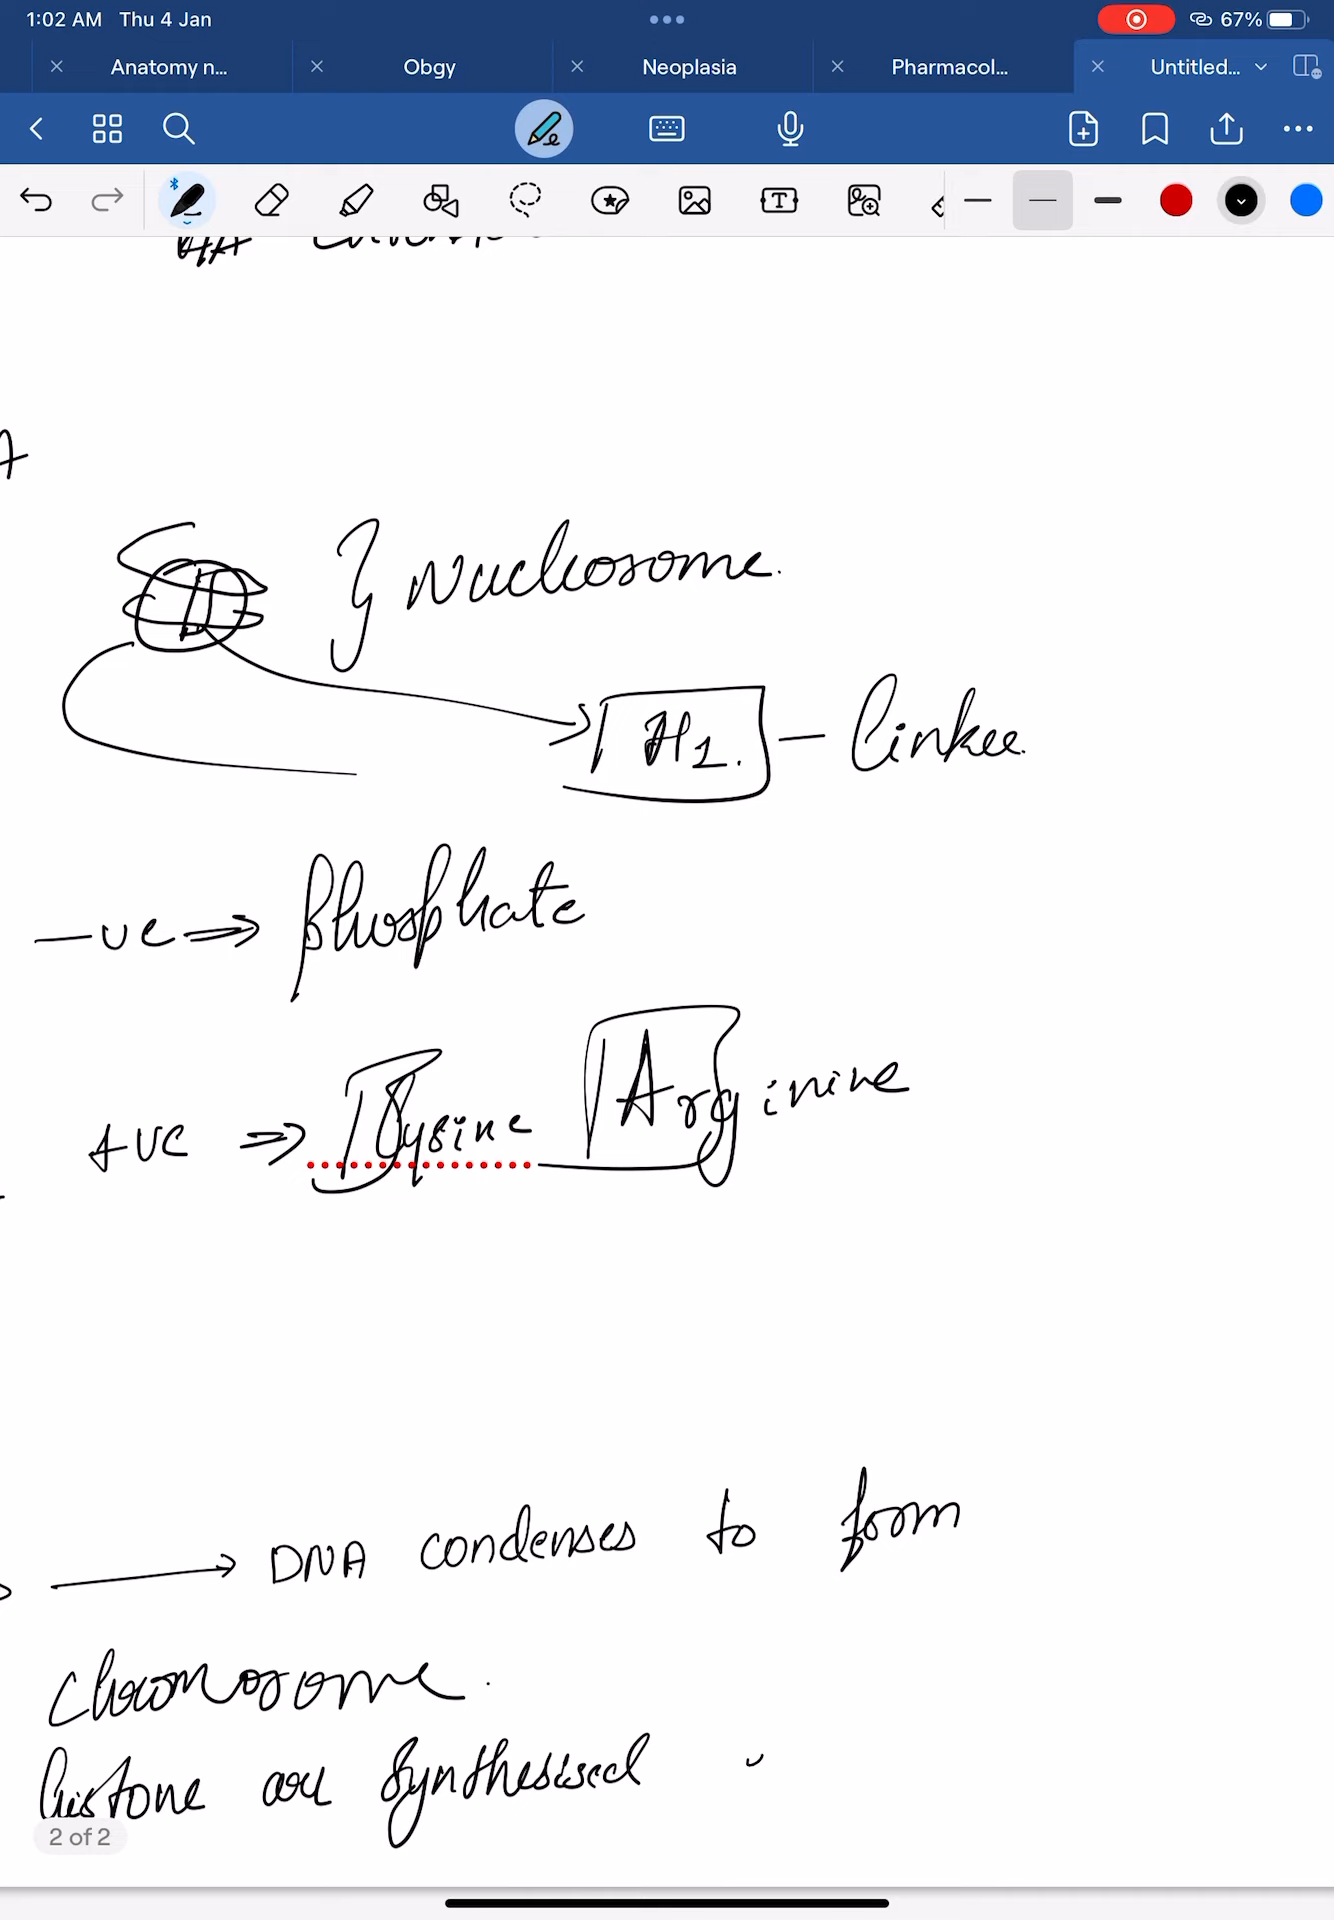 1:02 AM Thu 4 Jan
67%
Anatomy n...
Obgy
Neoplasia
Pharmacol...
Untitled...
} Nucleosome.
H1. - linker
-ve ⇒ phosphate
+ve ⇒ Lysine Arginine
→ DNA condenses to form
chromosome.
histone are synthesised
2 of 2